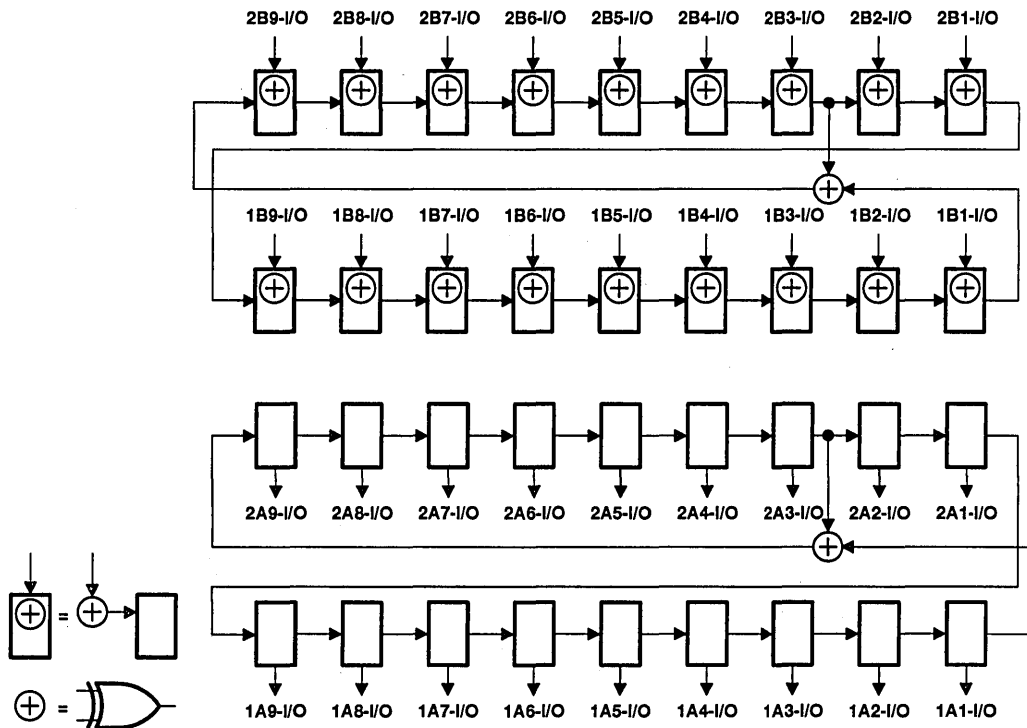 2B9-I/O 2B8-I/O 2B7-I/O 2B6-I/O 2B5-I/O 2B4-I/O 2B3-I/O 2B2-I/O 2B1-I/O
1B9-I/O 1B8-I/O 1B7-I/O 1B6-I/O 1B5-I/O 1B4-I/O 1B3-I/O 1B2-I/O 1B1-I/O
2A9-I/O 2A8-I/O 2A7-I/O 2A6-I/O 2A5-I/O 2A4-I/O 2A3-I/O 2A2-I/O 2A1-I/O
=
=
1A9-I/O 1A8-I/O 1A7-I/O 1A6-I/O 1A5-I/O 1A4-I/O 1A3-I/O 1A2-I/O 1A1-I/O